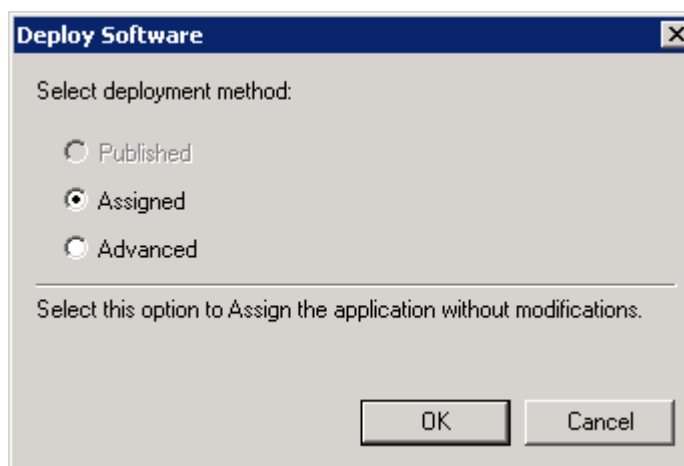 Deploy Software
Select deployment method:
Published
Assigned
Advanced
Select this option to Assign the application without modifications.
OK
Cancel